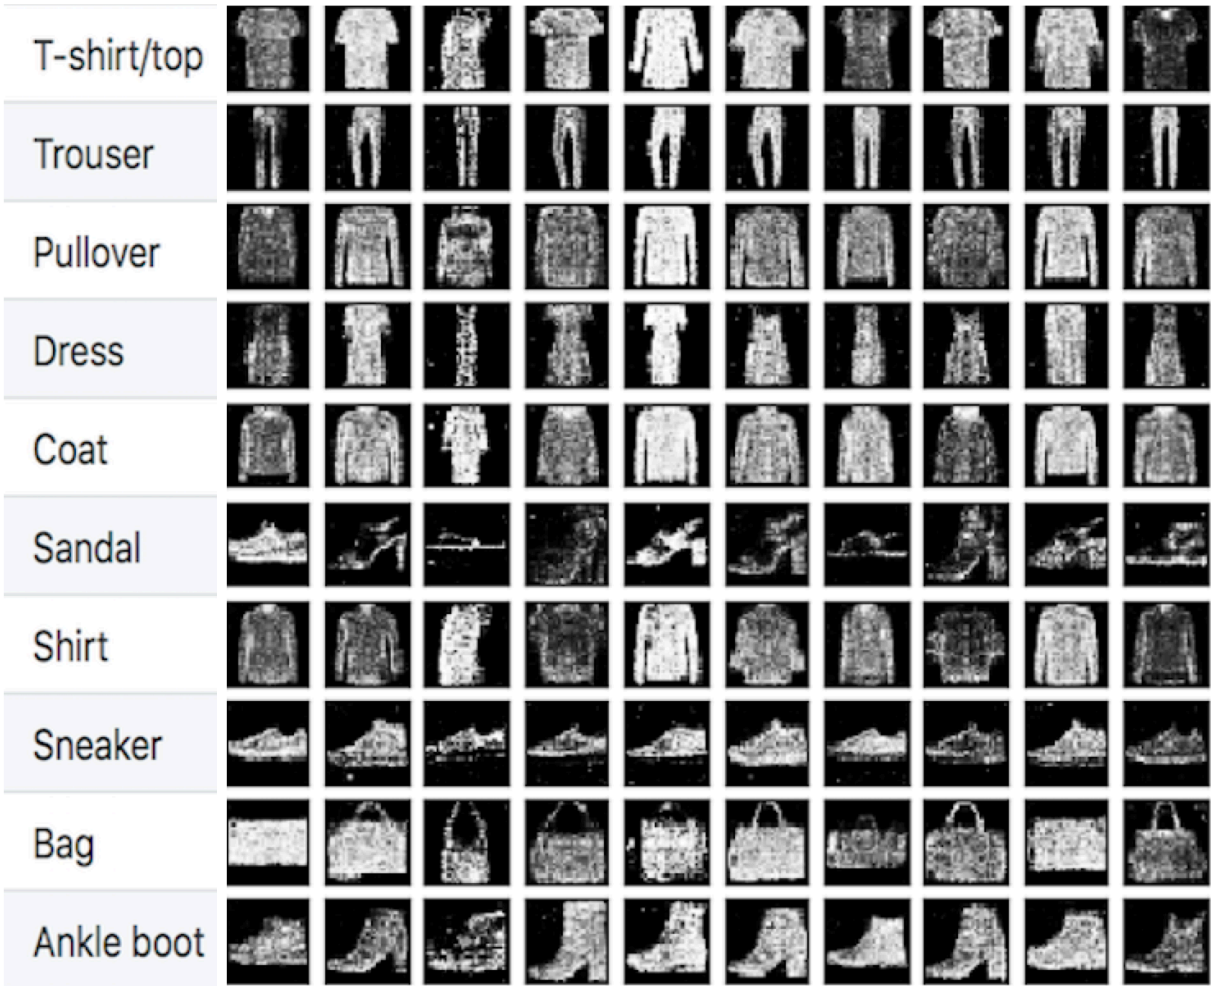 T-shirt/top
Trouser
Pullover
Dress
Coat
Sandal
Shirt
Sneaker
Bag
Ankle boot